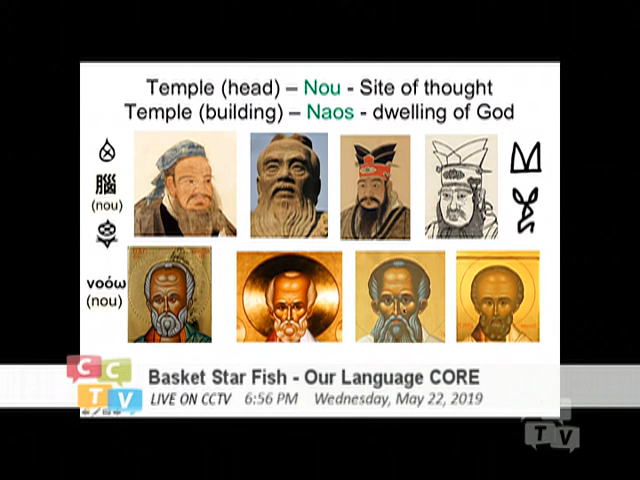 Temple (head) – Nou - Site of thought
Temple (building) – Naos - dwelling of God
腦
(nou)
νοόω
(nou)
CCTV
Basket Star Fish - Our Language CORE
LIVE ON CCTV 6:56 PM Wednesday, May 22, 2019
TV